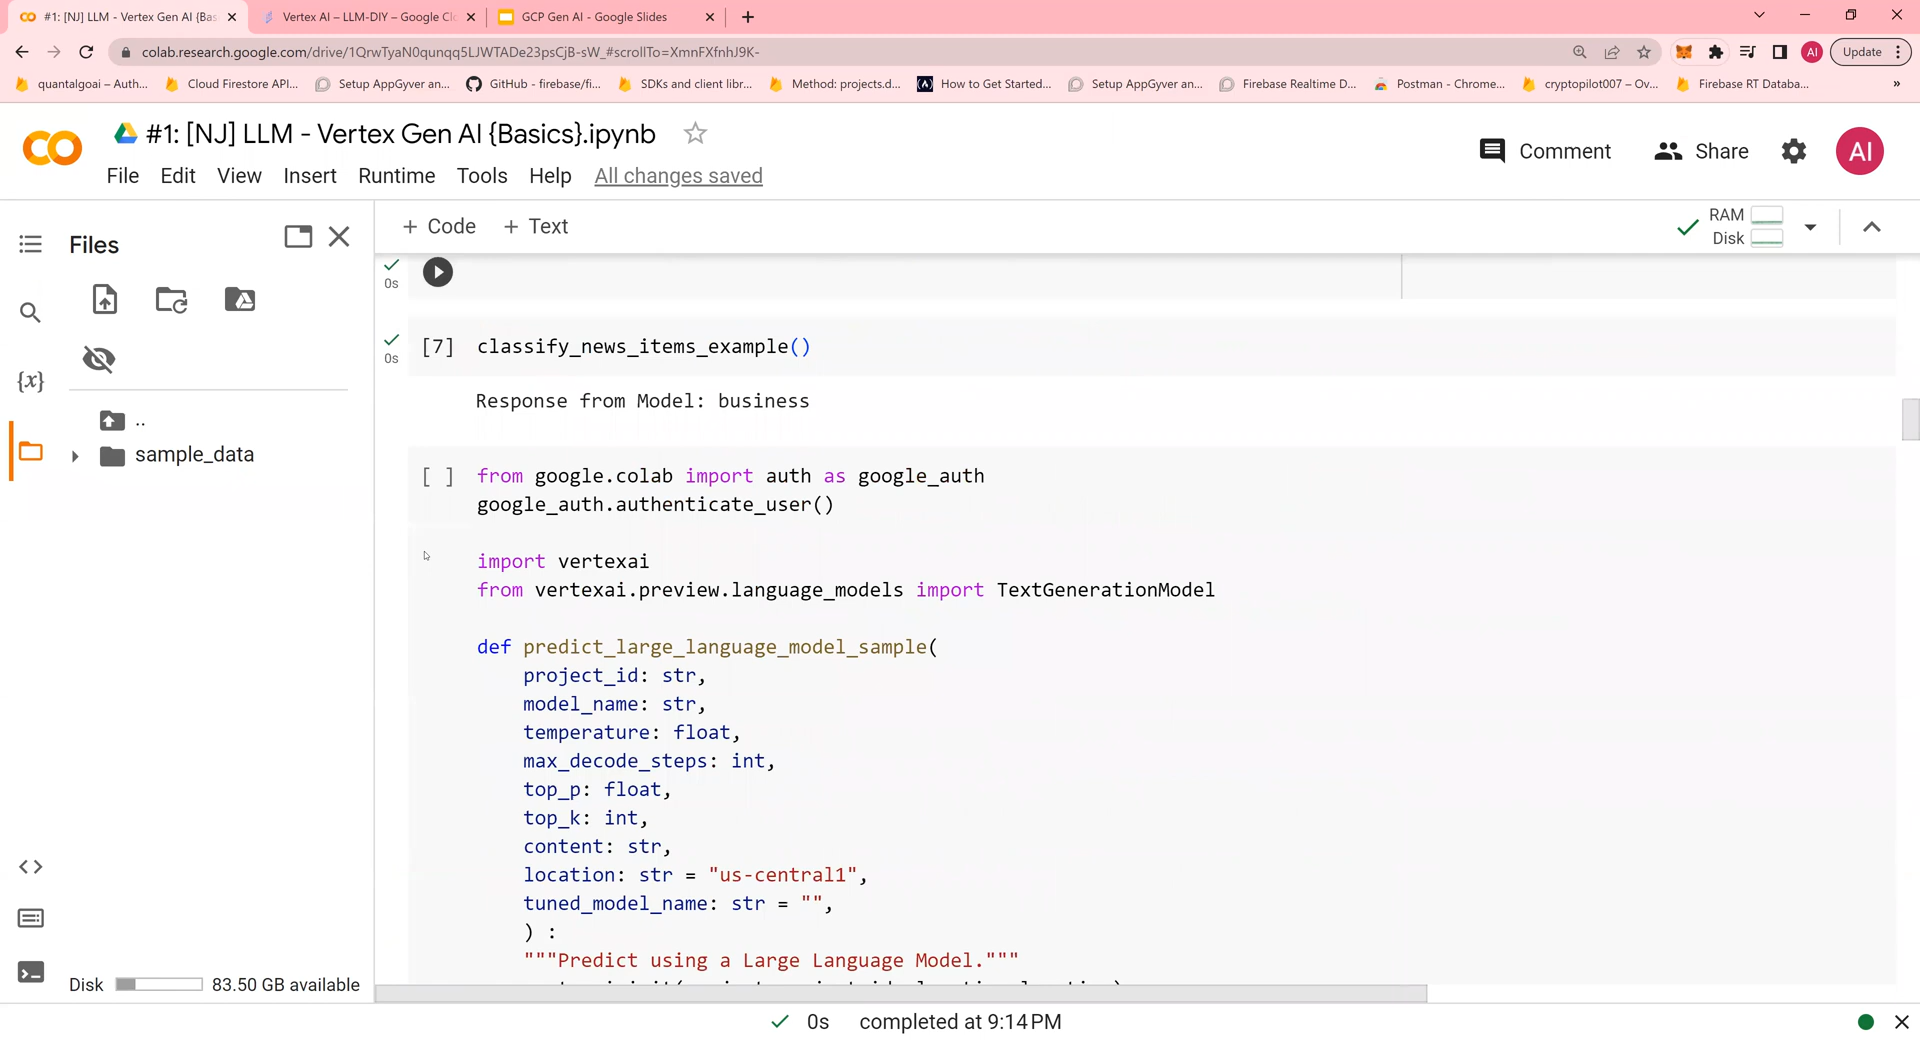 #1: [NJ] LLM - Vertex Gen AI {Bas
Vertex AI – LLM-DIY – Google Cl
GCP Gen AI - Google Slides
colab.research.google.com/drive/1QrwTyaN0qunqq5LJWTADe23psCjB-sW_#scrollTo=XmnFXfnhJ9K-
AI
Update
quantalgoai – Auth...
Cloud Firestore API...
Setup AppGyver an...
GitHub - firebase/fi...
SDKs and client libr...
Method: projects.d...
How to Get Started...
Setup AppGyver an...
Firebase Realtime D...
Postman - Chrome...
cryptopilot007 – Ov...
Firebase RT Databa...
»
CO
#1: [NJ] LLM - Vertex Gen AI {Basics}.ipynb
Comment
Share
AI
File Edit View Insert Runtime Tools Help All changes saved
Files
+ Code + Text
RAM
Disk
0s
{x}
..
sample_data
0s
[7] classify_news_items_example()
Response from Model: business
[ ] from google.colab import auth as google_auth
google_auth.authenticate_user()
import vertexai
from vertexai.preview.language_models import TextGenerationModel
def predict_large_language_model_sample(
project_id: str,
model_name: str,
temperature: float,
max_decode_steps: int,
top_p: float,
top_k: int,
content: str,
location: str = "us-central1",
tuned_model_name: str = "",
) :
"""Predict using a Large Language Model."""
Disk
83.50 GB available
0s completed at 9:14 PM